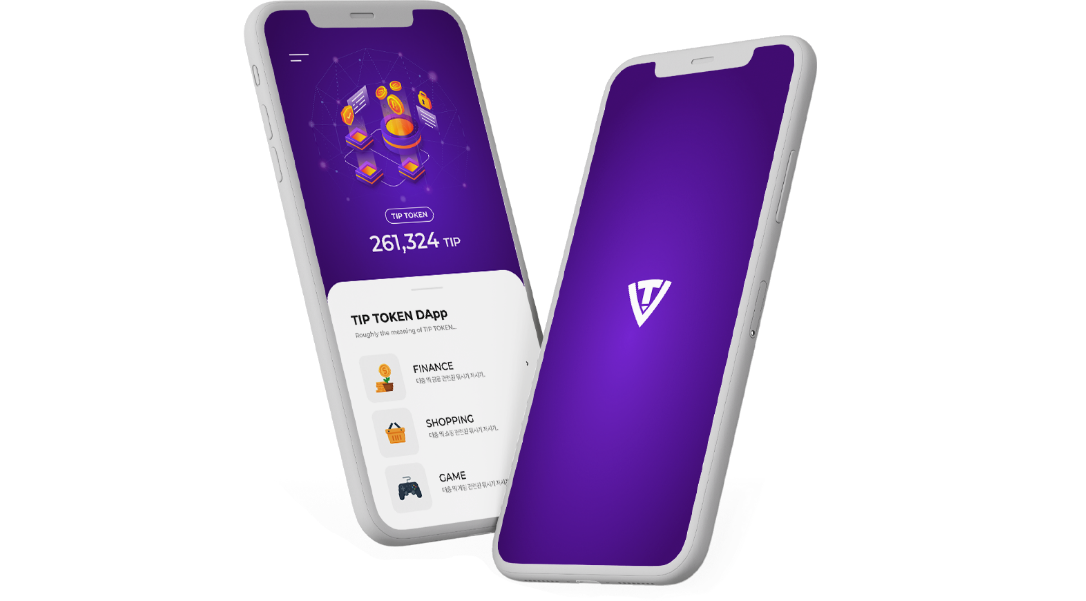 TIP TOKEN
261,324 TIP
TIP TOKEN DApp
Roughly the meaning of TIP TOKEN...
FINANCE
SHOPPING
GAME